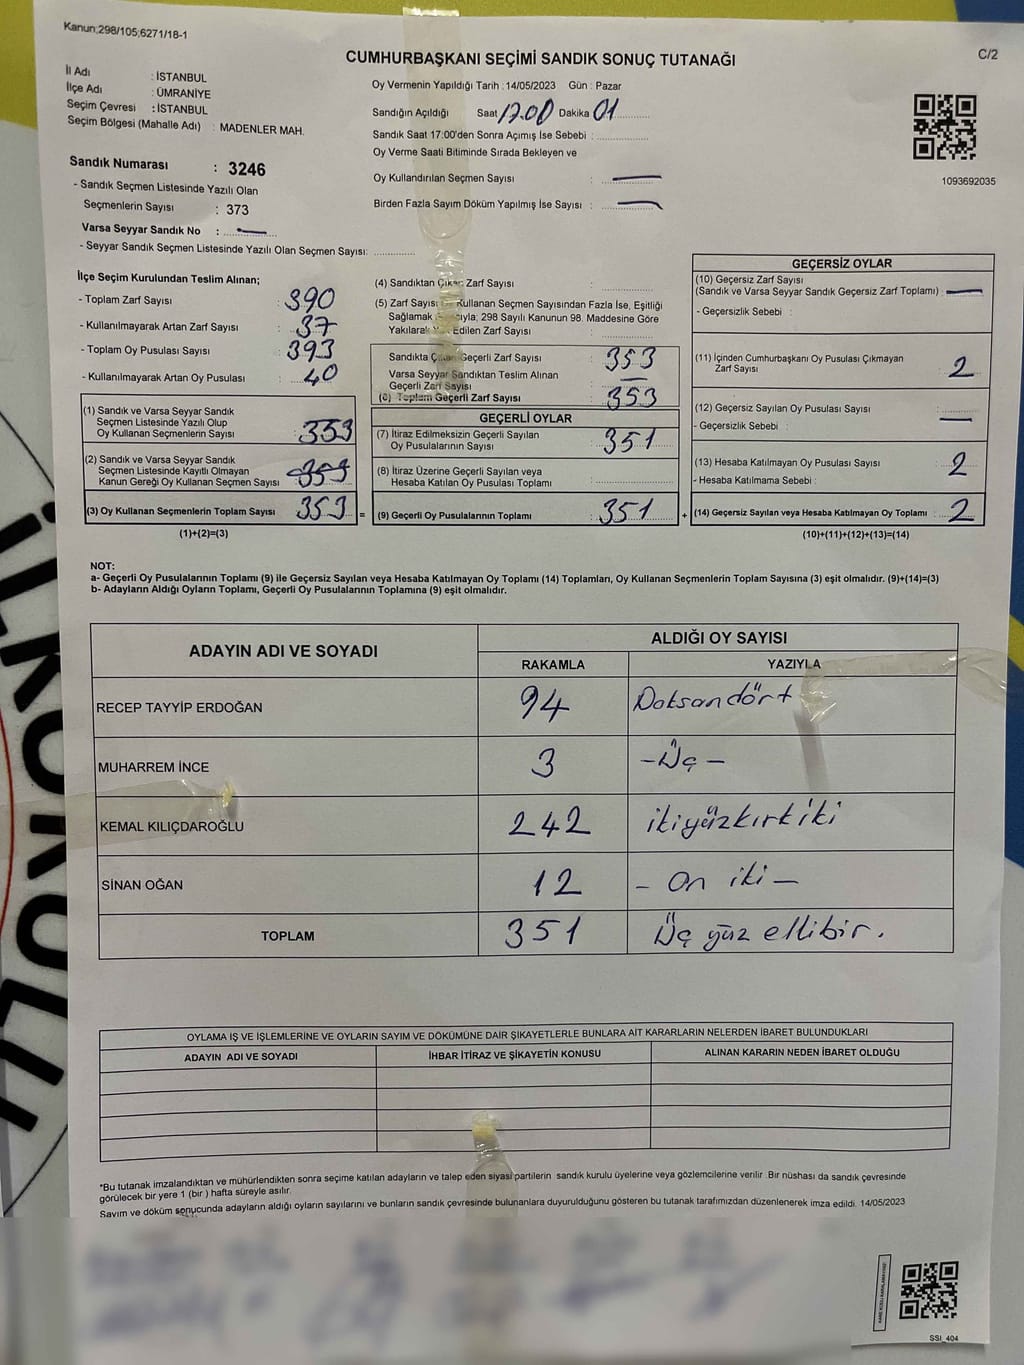 Kanun;298/105;6271/18-1
C/2
CUMHURBAŞKANI SEÇİMİ SANDIK SONUÇ TUTANAĞI
İl Adı : İSTANBUL
İlçe Adı : ÜMRANİYE
Seçim Çevresi : İSTANBUL
Seçim Bölgesi (Mahalle Adı) : MADENLER MAH.
Oy Vermenin Yapıldığı Tarih : 14/05/2023 Gün : Pazar
Sandığın Açıldığı Saat 17.00 Dakika 01
Sandık Saat 17:00'den Sonra Açımış İse Sebebi :
Oy Verme Saati Bitiminde Sırada Bekleyen ve
Oy Kullandırılan Seçmen Sayısı : —
Birden Fazla Sayım Döküm Yapılmış İse Sayısı : —
1093692035
Sandık Numarası : 3246
- Sandık Seçmen Listesinde Yazılı Olan
Seçmenlerin Sayısı : 373
Varsa Seyyar Sandık No : —
- Seyyar Sandık Seçmen Listesinde Yazılı Olan Seçmen Sayısı:
İlçe Seçim Kurulundan Teslim Alınan;
- Toplam Zarf Sayısı : 390
- Kullanılmayarak Artan Zarf Sayısı : 37
- Toplam Oy Pusulası Sayısı : 393
- Kullanılmayarak Artan Oy Pusulası : 40
(1) Sandık ve Varsa Seyyar Sandık
Seçmen Listesinde Yazılı Olup
Oy Kullanan Seçmenlerin Sayısı : 353
(2) Sandık ve Varsa Seyyar Sandık
Seçmen Listesinde Kayıtlı Olmayan
Kanun Gereği Oy Kullanan Seçmen Sayısı : 353
(3) Oy Kullanan Seçmenlerin Toplam Sayısı : 353 =
(1)+(2)=(3)
(4) Sandıktan Çıkan Zarf Sayısı :
(5) Zarf Sayısı Kullanan Seçmen Sayısından Fazla İse, Eşitliği
Sağlamak 298 Sayılı Kanunun 98. Maddesine Göre
Yakılarak Edilen Zarf Sayısı :
Sandıkta Çıkan Geçerli Zarf Sayısı : 353
Varsa Seyyar Sandıktan Teslim Alınan
Geçerli Zarf Sayısı : —
(6) Toplam Geçerli Zarf Sayısı : 353
GEÇERLİ OYLAR
(7) İtiraz Edilmeksizin Geçerli Sayılan
Oy Pusulalarının Sayısı : 351
(8) İtiraz Üzerine Geçerli Sayılan veya
Hesaba Katılan Oy Pusulası Toplamı :
(9) Geçerli Oy Pusulalarının Toplamı : 351 +
GEÇERSİZ OYLAR
(10) Geçersiz Zarf Sayısı
(Sandık ve Varsa Seyyar Sandık Geçersiz Zarf Toplamı) : —
- Geçersizlik Sebebi :
(11) İçinden Cumhurbaşkanı Oy Pusulası Çıkmayan
Zarf Sayısı : 2
(12) Geçersiz Sayılan Oy Pusulası Sayısı : —
- Geçersizlik Sebebi :
(13) Hesaba Katılmayan Oy Pusulası Sayısı : 2
- Hesaba Katılmama Sebebi :
(14) Geçersiz Sayılan veya Hesaba Katılmayan Oy Toplamı : 2
(10)+(11)+(12)+(13)=(14)
NOT:
a- Geçerli Oy Pusulalarının Toplamı (9) ile Geçersiz Sayılan veya Hesaba Katılmayan Oy Toplamı (14) Toplamları, Oy Kullanan Seçmenlerin Toplam Sayısına (3) eşit olmalıdır. (9)+(14)=(3)
b- Adayların Aldığı Oyların Toplamı, Geçerli Oy Pusulalarının Toplamına (9) eşit olmalıdır.
ADAYIN ADI VE SOYADI
ALDIĞI OY SAYISI
RAKAMLA YAZIYLA
RECEP TAYYİP ERDOĞAN 94 Doksandört
MUHARREM İNCE 3 -Üç-
KEMAL KILIÇDAROĞLU 242 ikiyüzkırkiki
SİNAN OĞAN 12 - On iki -
TOPLAM 351 Üç yüz ellibir.
OYLAMA İŞ VE İŞLEMLERİNE VE OYLARIN SAYIM VE DÖKÜMÜNE DAİR ŞİKAYETLERLE BUNLARA AİT KARARLARIN NELERDEN İBARET BULUNDUKLARI
ADAYIN ADI VE SOYADI İHBAR İTİRAZ VE ŞİKAYETİN KONUSU ALINAN KARARIN NEDEN İBARET OLDUĞU
*Bu tutanak imzalandıktan ve mühürlendikten sonra seçime katılan adayların ve talep eden siyasi partilerin sandık kurulu üyelerine veya gözlemcilerine verilir. Bir nüshası da sandık çevresinde
görülecek bir yere 1 (bir) hafta süreyle asılır.
Sayım ve döküm sonucunda adayların aldığı oyların sayılarını ve bunların sandık çevresinde bulunanlara duyurulduğunu gösteren bu tutanak tarafımızdan düzenlenerek imza edildi. 14/05/2023
SSI_404
İLKOKULU